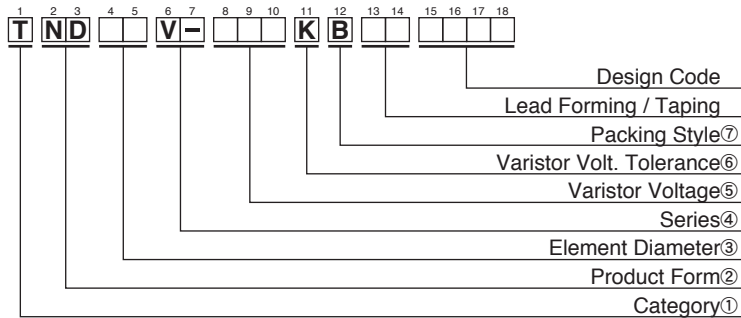 1 2 3 4 5 6 7 8 9 10 11 12 13 14 15 16 17 18
T ND V- K B
Design Code
Lead Forming / Taping
Packing Style⑦
Varistor Volt. Tolerance⑥
Varistor Voltage⑤
Series④
Element Diameter③
Product Form②
Category①